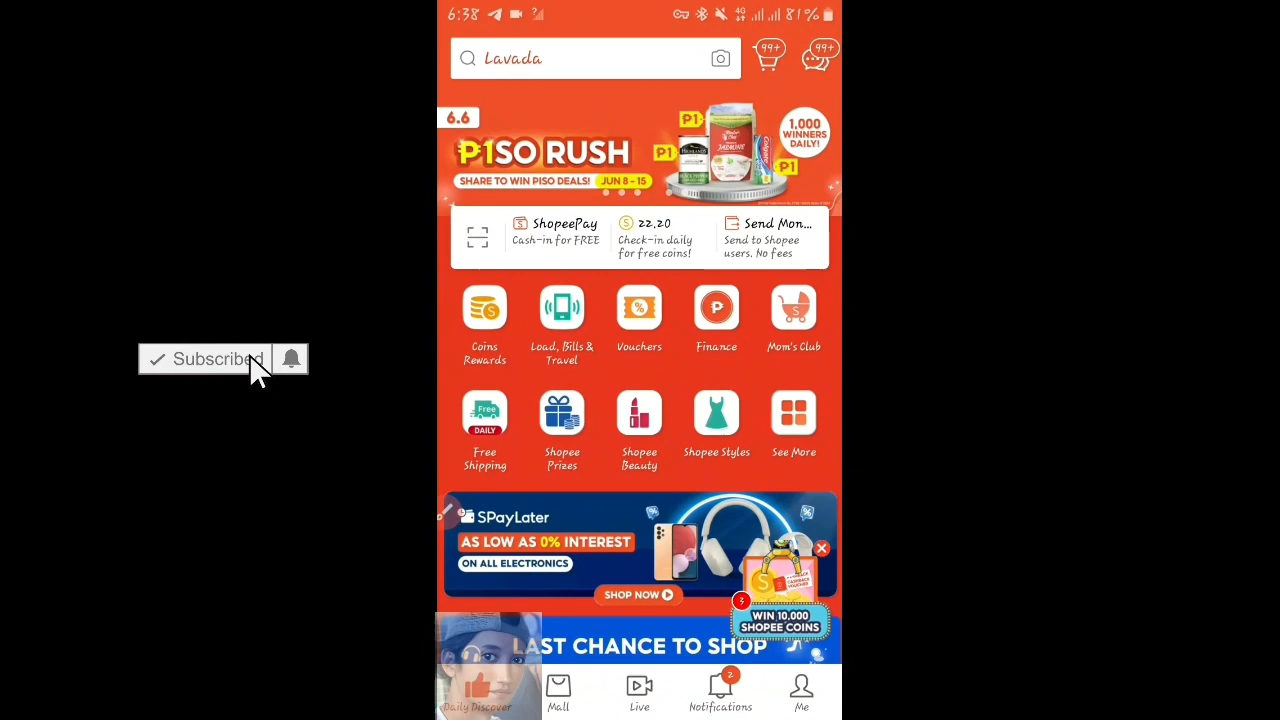 6:38
4G
81%
Lavada
99+
99+
6.6
P1SO RUSH
SHARE TO WIN PISO DEALS! JUN 8 - 15
P1
P1
P1
1,000
WINNERS
DAILY!
ShopeePay
Cash-in for FREE
22.20
Check-in daily
for free coins!
Send Mon...
Send to Shopee
users. No fees
Coins
Rewards
Load, Bills &
Travel
Vouchers
Finance
Mom's Club
Subscribed
Free
DAILY
Free
Shipping
Shopee
Prizes
Shopee
Beauty
Shopee Styles
See More
SPayLater
AS LOW AS 0% INTEREST
ON ALL ELECTRONICS
SHOP NOW
3
WIN 10,000
SHOPEE COINS
LAST CHANCE TO SHOP
Daily Discover
Mall
Live
2
Notifications
Me